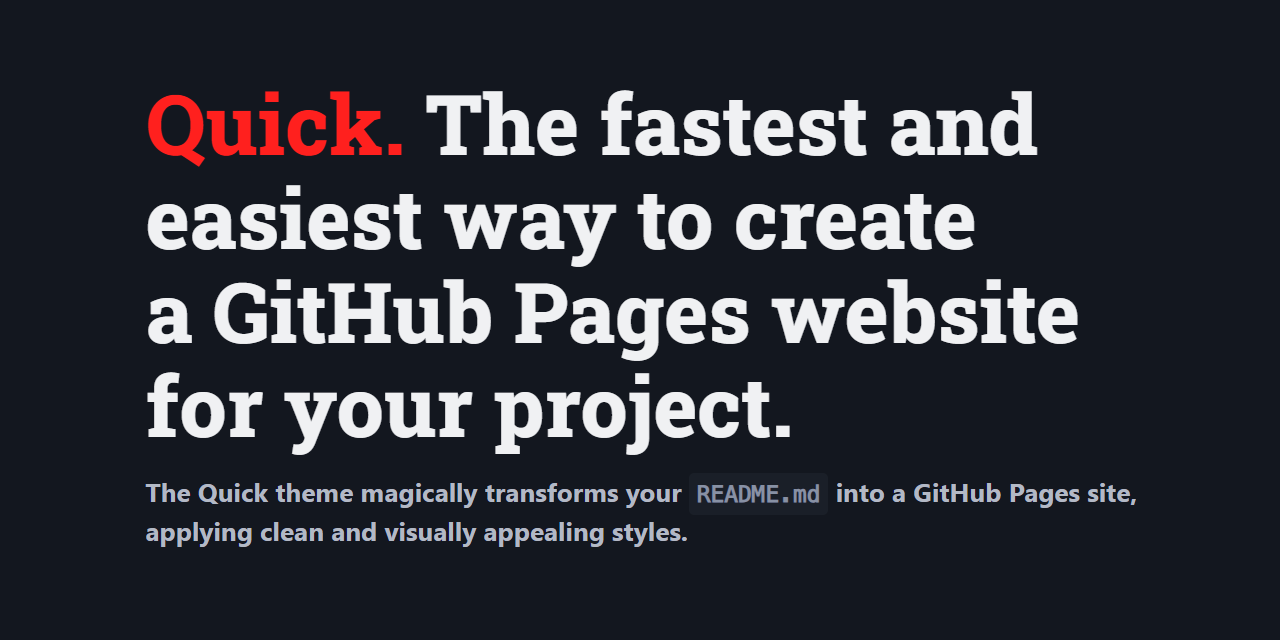 Quick. The fastest and
easiest way to create
a GitHub Pages website
for your project.
The Quick theme magically transforms your README.md into a GitHub Pages site,
applying clean and visually appealing styles.